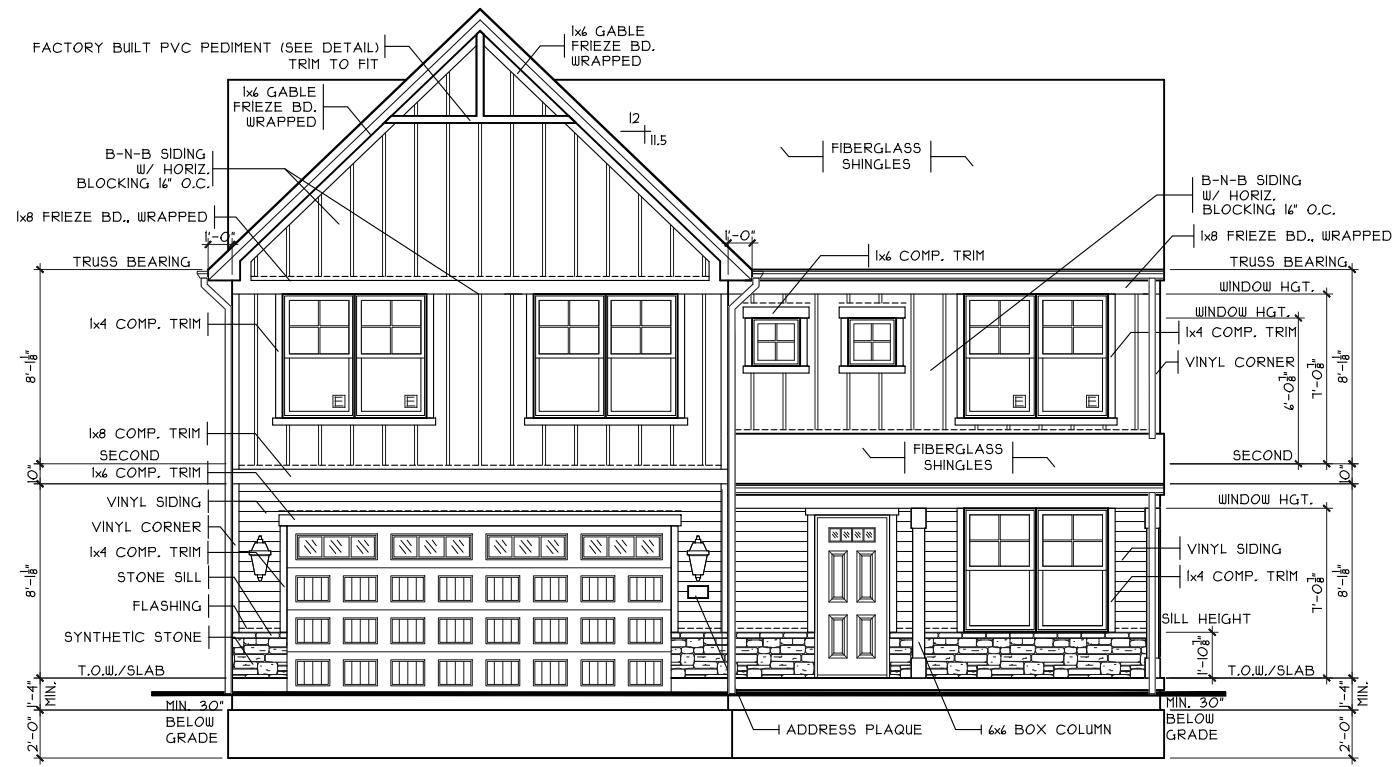 FACTORY BUILT PVC PEDIMENT (SEE DETAIL)
TRIM TO FIT
1x6 GABLE
FRIEZE BD.
WRAPPED
1x6 GABLE
FRIEZE BD.
WRAPPED
12
11.5
FIBERGLASS
SHINGLES
B-N-B SIDING
W/ HORIZ.
BLOCKING 16" O.C.
B-N-B SIDING
W/ HORIZ.
BLOCKING 16" O.C.
1x8 FRIEZE BD., WRAPPED
1'-0"
1'-0"
1x8 FRIEZE BD., WRAPPED
1x6 COMP. TRIM
TRUSS BEARING
TRUSS BEARING
WINDOW HGT.
WINDOW HGT.
1x4 COMP. TRIM
1x4 COMP. TRIM
VINYL CORNER
8'-1 1/8"
6'-0 1/8"
7'-0 1/8"
8'-1 1/8"
E
E
E
E
1x8 COMP. TRIM
SECOND
FIBERGLASS
SHINGLES
SECOND
1x6 COMP. TRIM
10"
10"
VINYL SIDING
WINDOW HGT.
VINYL CORNER
1x4 COMP. TRIM
VINYL SIDING
STONE SILL
1x4 COMP. TRIM
8'-1 1/8"
7'-0 1/8"
8'-1 1/8"
FLASHING
SILL HEIGHT
SYNTHETIC STONE
1'-10 5/8"
T.O.W./SLAB
T.O.W./SLAB
1'-4"
MIN.
1'-4"
MIN.
MIN. 30"
BELOW
GRADE
MIN. 30"
BELOW
GRADE
2'-0"
2'-0"
ADDRESS PLAQUE
6x6 BOX COLUMN